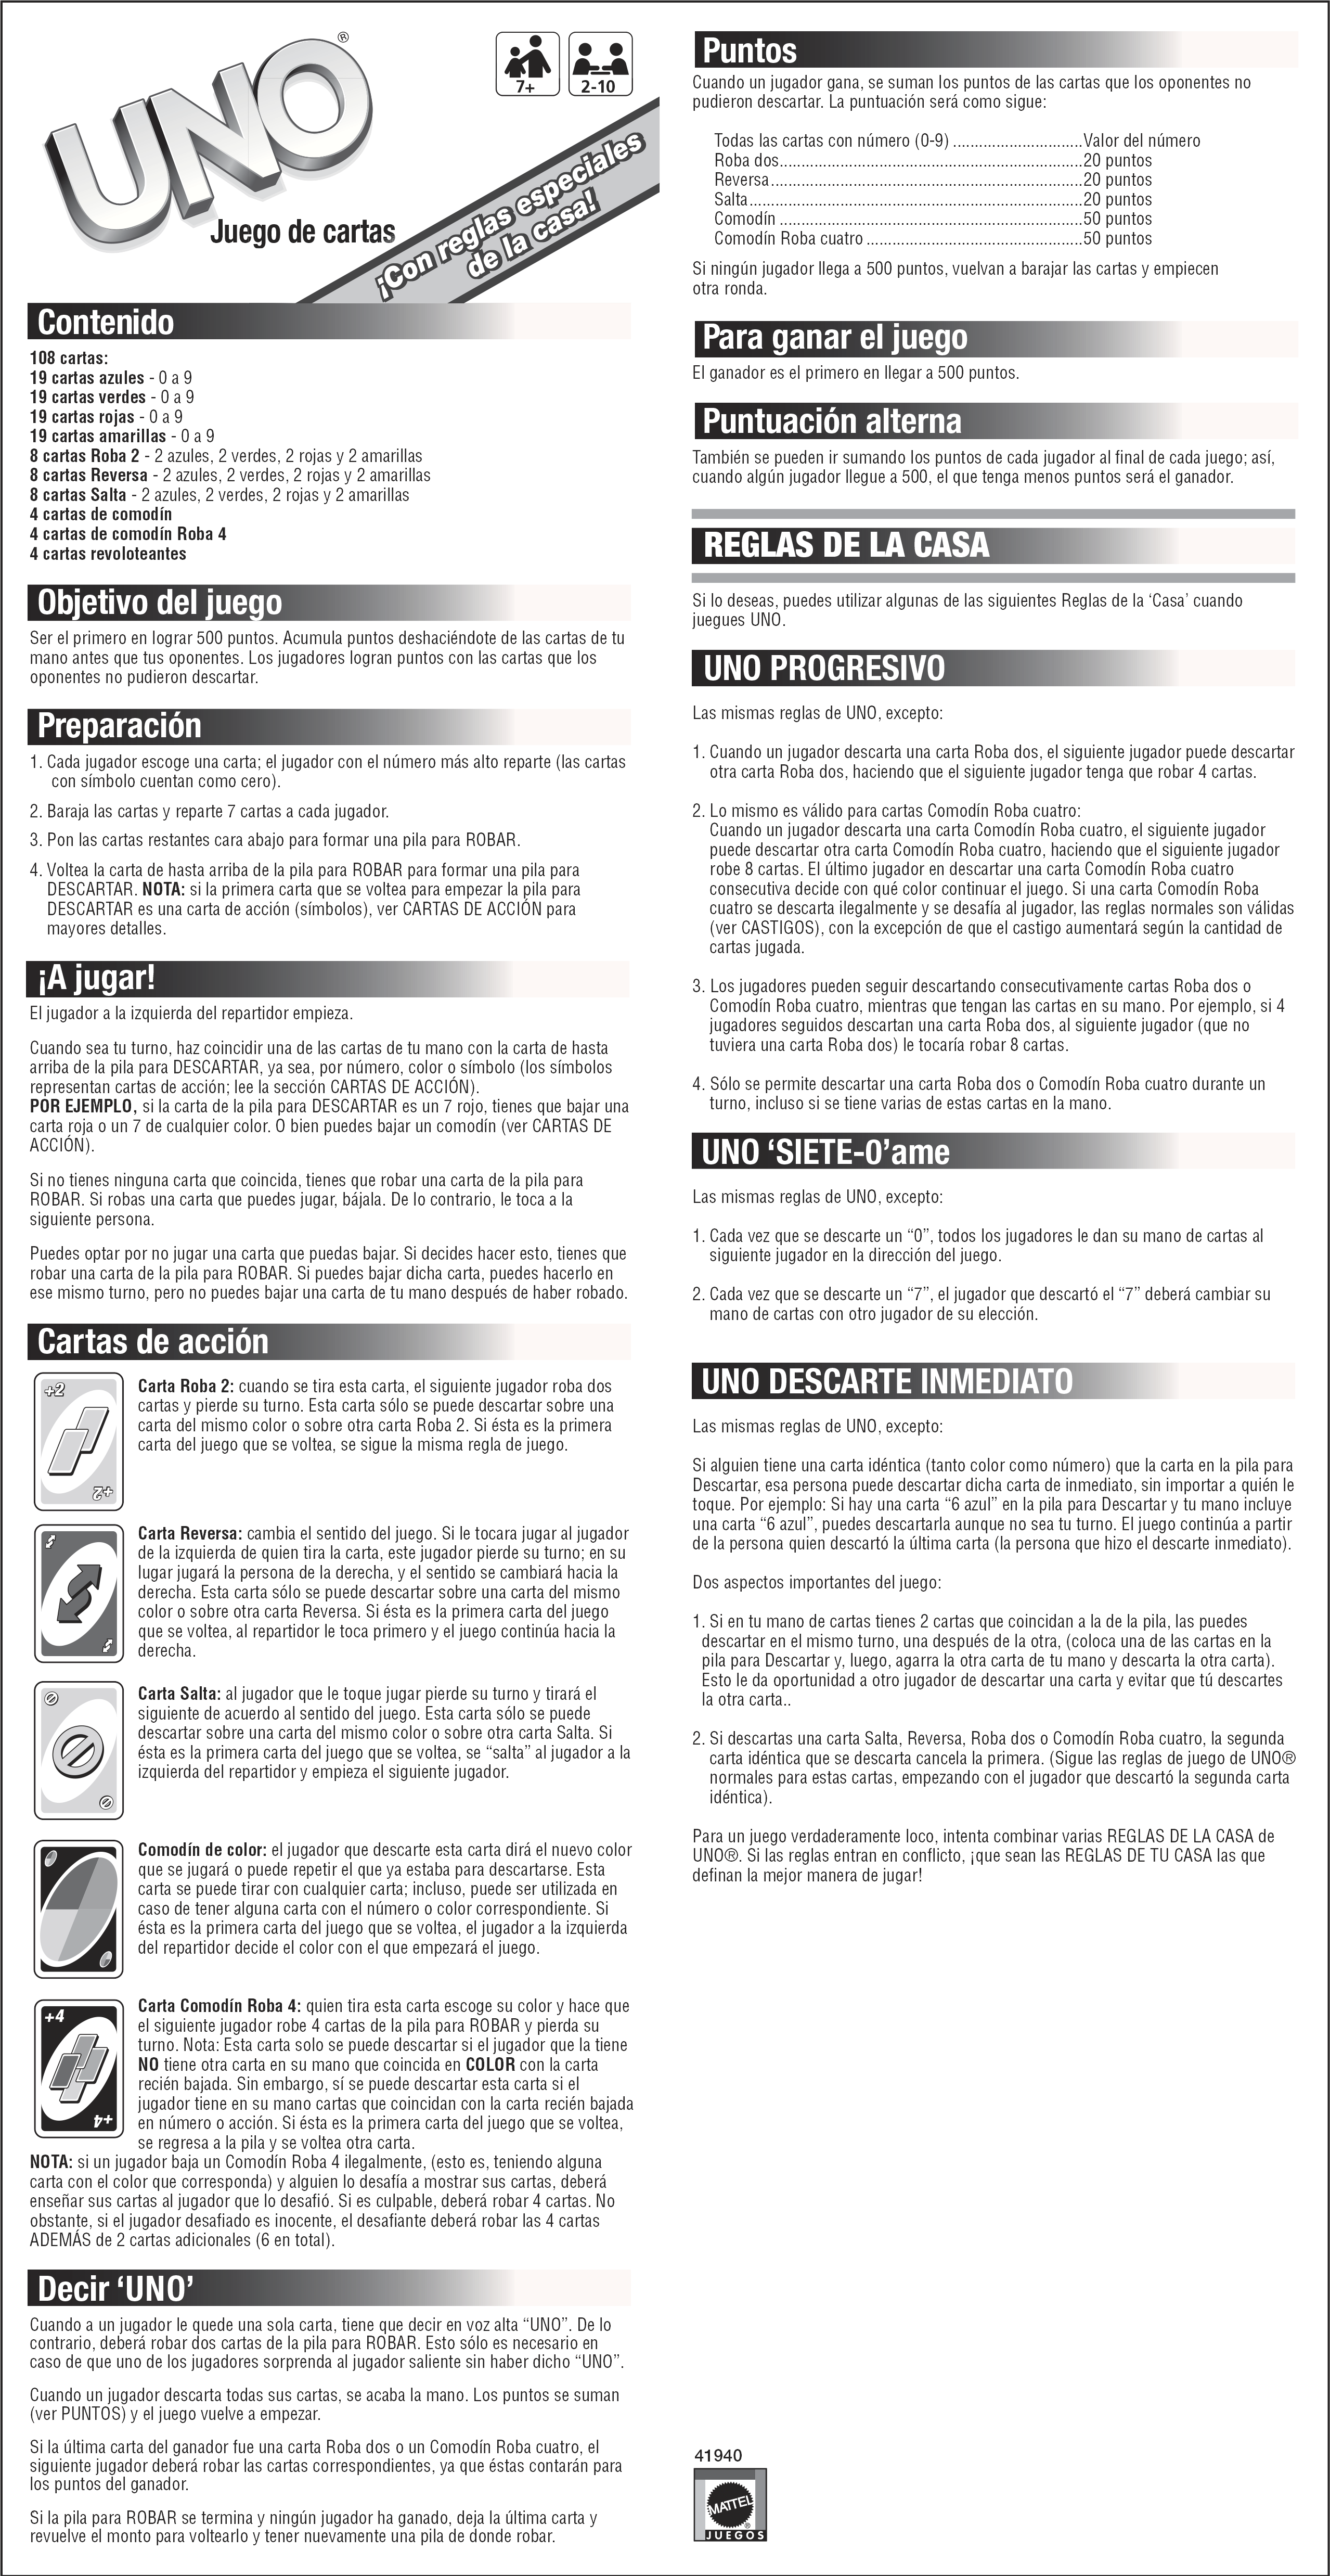 UNO®
Juego de cartas
7+
2-10
¡Con reglas especiales
de la casa!
Contenido
108 cartas:
19 cartas azules - 0 a 9
19 cartas verdes - 0 a 9
19 cartas rojas - 0 a 9
19 cartas amarillas - 0 a 9
8 cartas Roba 2 - 2 azules, 2 verdes, 2 rojas y 2 amarillas
8 cartas Reversa - 2 azules, 2 verdes, 2 rojas y 2 amarillas
8 cartas Salta - 2 azules, 2 verdes, 2 rojas y 2 amarillas
4 cartas de comodín
4 cartas de comodín Roba 4
4 cartas revoloteantes
Objetivo del juego
Ser el primero en lograr 500 puntos. Acumula puntos deshaciéndote de las cartas de tu
mano antes que tus oponentes. Los jugadores logran puntos con las cartas que los
oponentes no pudieron descartar.
Preparación
1. Cada jugador escoge una carta; el jugador con el número más alto reparte (las cartas
con símbolo cuentan como cero).
2. Baraja las cartas y reparte 7 cartas a cada jugador.
3. Pon las cartas restantes cara abajo para formar una pila para ROBAR.
4. Voltea la carta de hasta arriba de la pila para ROBAR para formar una pila para
DESCARTAR. NOTA: si la primera carta que se voltea para empezar la pila para
DESCARTAR es una carta de acción (símbolos), ver CARTAS DE ACCIÓN para
mayores detalles.
¡A jugar!
El jugador a la izquierda del repartidor empieza.
Cuando sea tu turno, haz coincidir una de las cartas de tu mano con la carta de hasta
arriba de la pila para DESCARTAR, ya sea, por número, color o símbolo (los símbolos
representan cartas de acción; lee la sección CARTAS DE ACCIÓN).
POR EJEMPLO, si la carta de la pila para DESCARTAR es un 7 rojo, tienes que bajar una
carta roja o un 7 de cualquier color. O bien puedes bajar un comodín (ver CARTAS DE
ACCIÓN).
Si no tienes ninguna carta que coincida, tienes que robar una carta de la pila para
ROBAR. Si robas una carta que puedes jugar, bájala. De lo contrario, le toca a la
siguiente persona.
Puedes optar por no jugar una carta que puedas bajar. Si decides hacer esto, tienes que
robar una carta de la pila para ROBAR. Si puedes bajar dicha carta, puedes hacerlo en
ese mismo turno, pero no puedes bajar una carta de tu mano después de haber robado.
Cartas de acción
+2
+2
Carta Roba 2: cuando se tira esta carta, el siguiente jugador roba dos
cartas y pierde su turno. Esta carta sólo se puede descartar sobre una
carta del mismo color o sobre otra carta Roba 2. Si ésta es la primera
carta del juego que se voltea, se sigue la misma regla de juego.
Carta Reversa: cambia el sentido del juego. Si le tocara jugar al jugador
de la izquierda de quien tira la carta, este jugador pierde su turno; en su
lugar jugará la persona de la derecha, y el sentido se cambiará hacia la
derecha. Esta carta sólo se puede descartar sobre una carta del mismo
color o sobre otra carta Reversa. Si ésta es la primera carta del juego
que se voltea, al repartidor le toca primero y el juego continúa hacia la
derecha.
Carta Salta: al jugador que le toque jugar pierde su turno y tirará el
siguiente de acuerdo al sentido del juego. Esta carta sólo se puede
descartar sobre una carta del mismo color o sobre otra carta Salta. Si
ésta es la primera carta del juego que se voltea, se “salta” al jugador a la
izquierda del repartidor y empieza el siguiente jugador.
Comodín de color: el jugador que descarte esta carta dirá el nuevo color
que se jugará o puede repetir el que ya estaba para descartarse. Esta
carta se puede tirar con cualquier carta; incluso, puede ser utilizada en
caso de tener alguna carta con el número o color correspondiente. Si
ésta es la primera carta del juego que se voltea, el jugador a la izquierda
del repartidor decide el color con el que empezará el juego.
+4
+4
Carta Comodín Roba 4: quien tira esta carta escoge su color y hace que
el siguiente jugador robe 4 cartas de la pila para ROBAR y pierda su
turno. Nota: Esta carta solo se puede descartar si el jugador que la tiene
NO tiene otra carta en su mano que coincida en COLOR con la carta
recién bajada. Sin embargo, sí se puede descartar esta carta si el
jugador tiene en su mano cartas que coincidan con la carta recién bajada
en número o acción. Si ésta es la primera carta del juego que se voltea,
se regresa a la pila y se voltea otra carta.
NOTA: si un jugador baja un Comodín Roba 4 ilegalmente, (esto es, teniendo alguna
carta con el color que corresponda) y alguien lo desafía a mostrar sus cartas, deberá
enseñar sus cartas al jugador que lo desafió. Si es culpable, deberá robar 4 cartas. No
obstante, si el jugador desafiado es inocente, el desafiante deberá robar las 4 cartas
ADEMÁS de 2 cartas adicionales (6 en total).
Decir ‘UNO’
Cuando a un jugador le quede una sola carta, tiene que decir en voz alta “UNO”. De lo
contrario, deberá robar dos cartas de la pila para ROBAR. Esto sólo es necesario en
caso de que uno de los jugadores sorprenda al jugador saliente sin haber dicho “UNO”.
Cuando un jugador descarta todas sus cartas, se acaba la mano. Los puntos se suman
(ver PUNTOS) y el juego vuelve a empezar.
Si la última carta del ganador fue una carta Roba dos o un Comodín Roba cuatro, el
siguiente jugador deberá robar las cartas correspondientes, ya que éstas contarán para
los puntos del ganador.
Si la pila para ROBAR se termina y ningún jugador ha ganado, deja la última carta y
revuelve el monto para voltearlo y tener nuevamente una pila de donde robar.
Puntos
Cuando un jugador gana, se suman los puntos de las cartas que los oponentes no
pudieron descartar. La puntuación será como sigue:
Todas las cartas con número (0-9) ..............................Valor del número
Roba dos......................................................................20 puntos
Reversa........................................................................20 puntos
Salta.............................................................................20 puntos
Comodín ......................................................................50 puntos
Comodín Roba cuatro ..................................................50 puntos
Si ningún jugador llega a 500 puntos, vuelvan a barajar las cartas y empiecen
otra ronda.
Para ganar el juego
El ganador es el primero en llegar a 500 puntos.
Puntuación alterna
También se pueden ir sumando los puntos de cada jugador al final de cada juego; así,
cuando algún jugador llegue a 500, el que tenga menos puntos será el ganador.
REGLAS DE LA CASA
Si lo deseas, puedes utilizar algunas de las siguientes Reglas de la ‘Casa’ cuando
juegues UNO.
UNO PROGRESIVO
Las mismas reglas de UNO, excepto:
1. Cuando un jugador descarta una carta Roba dos, el siguiente jugador puede descartar
otra carta Roba dos, haciendo que el siguiente jugador tenga que robar 4 cartas.
2. Lo mismo es válido para cartas Comodín Roba cuatro:
Cuando un jugador descarta una carta Comodín Roba cuatro, el siguiente jugador
puede descartar otra carta Comodín Roba cuatro, haciendo que el siguiente jugador
robe 8 cartas. El último jugador en descartar una carta Comodín Roba cuatro
consecutiva decide con qué color continuar el juego. Si una carta Comodín Roba
cuatro se descarta ilegalmente y se desafía al jugador, las reglas normales son válidas
(ver CASTIGOS), con la excepción de que el castigo aumentará según la cantidad de
cartas jugada.
3. Los jugadores pueden seguir descartando consecutivamente cartas Roba dos o
Comodín Roba cuatro, mientras que tengan las cartas en su mano. Por ejemplo, si 4
jugadores seguidos descartan una carta Roba dos, al siguiente jugador (que no
tuviera una carta Roba dos) le tocaría robar 8 cartas.
4. Sólo se permite descartar una carta Roba dos o Comodín Roba cuatro durante un
turno, incluso si se tiene varias de estas cartas en la mano.
UNO ‘SIETE-0’ame
Las mismas reglas de UNO, excepto:
1. Cada vez que se descarte un “0”, todos los jugadores le dan su mano de cartas al
siguiente jugador en la dirección del juego.
2. Cada vez que se descarte un “7”, el jugador que descartó el “7” deberá cambiar su
mano de cartas con otro jugador de su elección.
UNO DESCARTE INMEDIATO
Las mismas reglas de UNO, excepto:
Si alguien tiene una carta idéntica (tanto color como número) que la carta en la pila para
Descartar, esa persona puede descartar dicha carta de inmediato, sin importar a quién le
toque. Por ejemplo: Si hay una carta “6 azul” en la pila para Descartar y tu mano incluye
una carta “6 azul”, puedes descartarla aunque no sea tu turno. El juego continúa a partir
de la persona quien descartó la última carta (la persona que hizo el descarte inmediato).
Dos aspectos importantes del juego:
1. Si en tu mano de cartas tienes 2 cartas que coincidan a la de la pila, las puedes
descartar en el mismo turno, una después de la otra, (coloca una de las cartas en la
pila para Descartar y, luego, agarra la otra carta de tu mano y descarta la otra carta).
Esto le da oportunidad a otro jugador de descartar una carta y evitar que tú descartes
la otra carta..
2. Si descartas una carta Salta, Reversa, Roba dos o Comodín Roba cuatro, la segunda
carta idéntica que se descarta cancela la primera. (Sigue las reglas de juego de UNO®
normales para estas cartas, empezando con el jugador que descartó la segunda carta
idéntica).
Para un juego verdaderamente loco, intenta combinar varias REGLAS DE LA CASA de
UNO®. Si las reglas entran en conflicto, ¡que sean las REGLAS DE TU CASA las que
definan la mejor manera de jugar!
41940
MATTEL®
JUEGOS